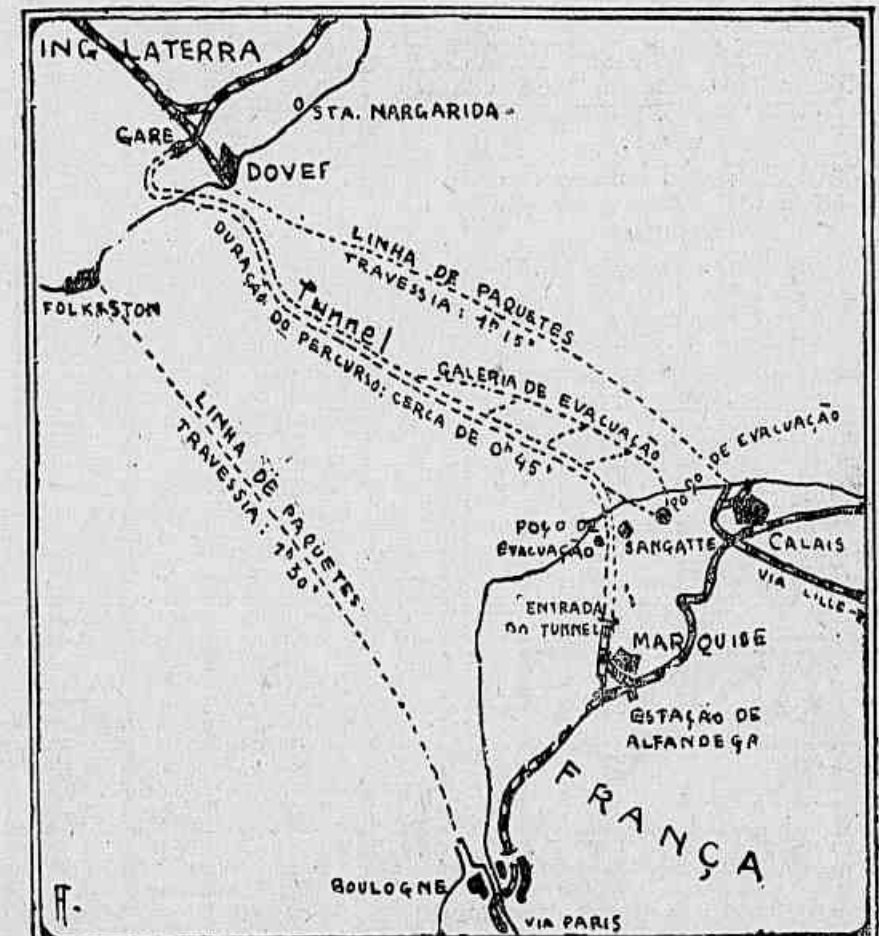 INGLATERRA
STA. NARGARIDA
GARE
DOVEF
FOLKASTON
LINHA DE PAQUETES
TRAVESSIA: 1h 15'
Tunnel
DURAÇÃO DO PERCURSO: CERCA DE 0h 45'
GALERIA DE EVACUAÇÃO
POÇO DE EVACUAÇÃO
LINHA DE PAQUETES
TRAVESSIA: 1h 30'
POÇO DE
EVACUAÇÃO
SANGATTE
CALAIS
VIA LILLE
ENTRADA
DO TUNNEL
MARQUISE
ESTAÇÃO DE
ALFANDEGA
FRANÇA
BOULOGNE
VIA PARIS